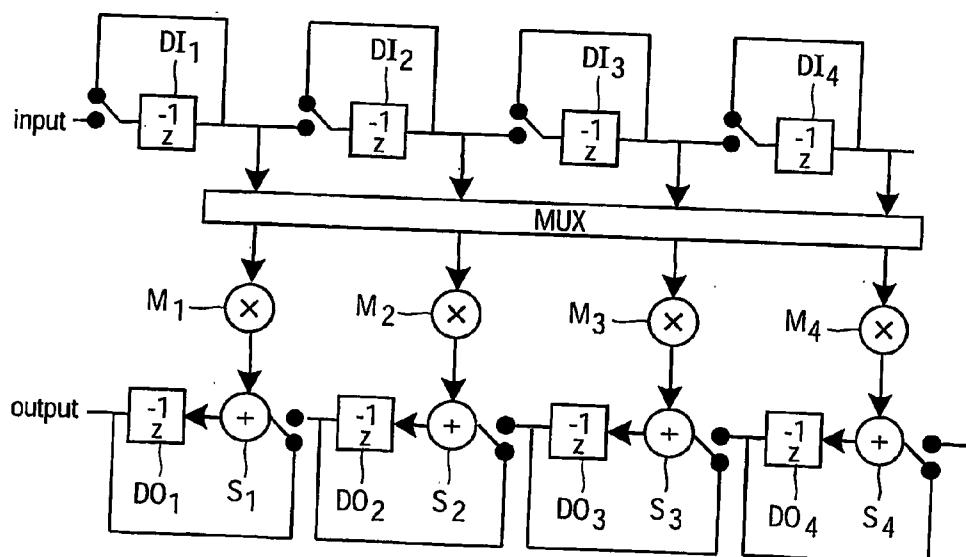 DI1
DI2
DI3
DI4
input
-1
z
-1
z
-1
z
-1
z
MUX
M1
×
M2
×
M3
×
M4
×
output
-1
z
+
-1
z
+
-1
z
+
-1
z
+
DO1
S1
DO2
S2
DO3
S3
DO4
S4